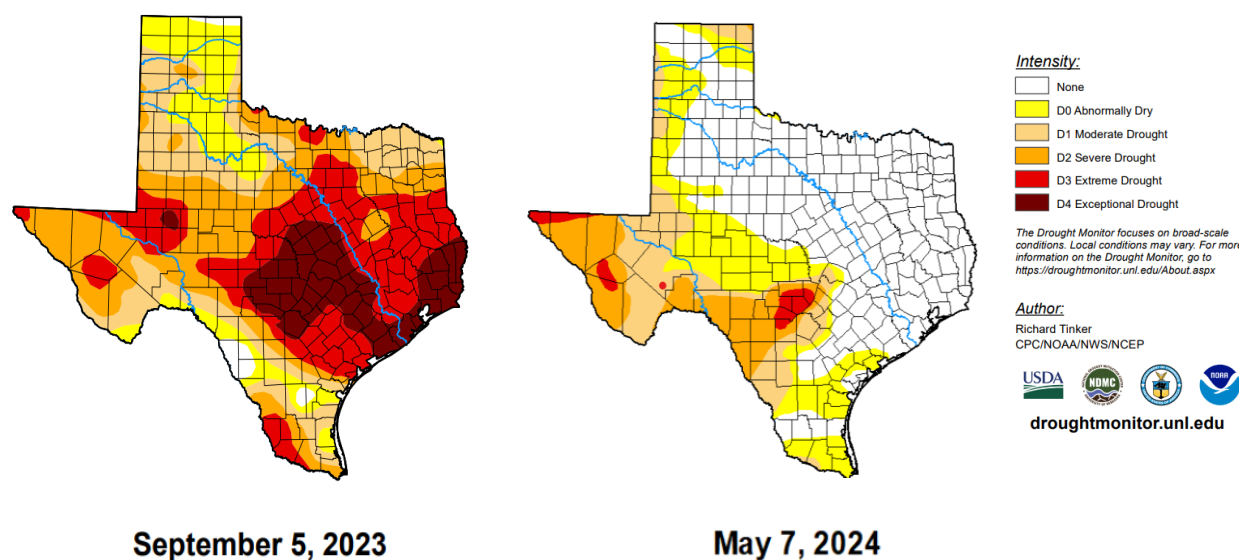 Intensity:
None
D0 Abnormally Dry
D1 Moderate Drought
D2 Severe Drought
D3 Extreme Drought
D4 Exceptional Drought
The Drought Monitor focuses on broad-scale
conditions. Local conditions may vary. For more
information on the Drought Monitor, go to
https://droughtmonitor.unl.edu/About.aspx
Author:
Richard Tinker
CPC/NOAA/NWS/NCEP
USDA
NDMC
NOAA
droughtmonitor.unl.edu
September 5, 2023
May 7, 2024